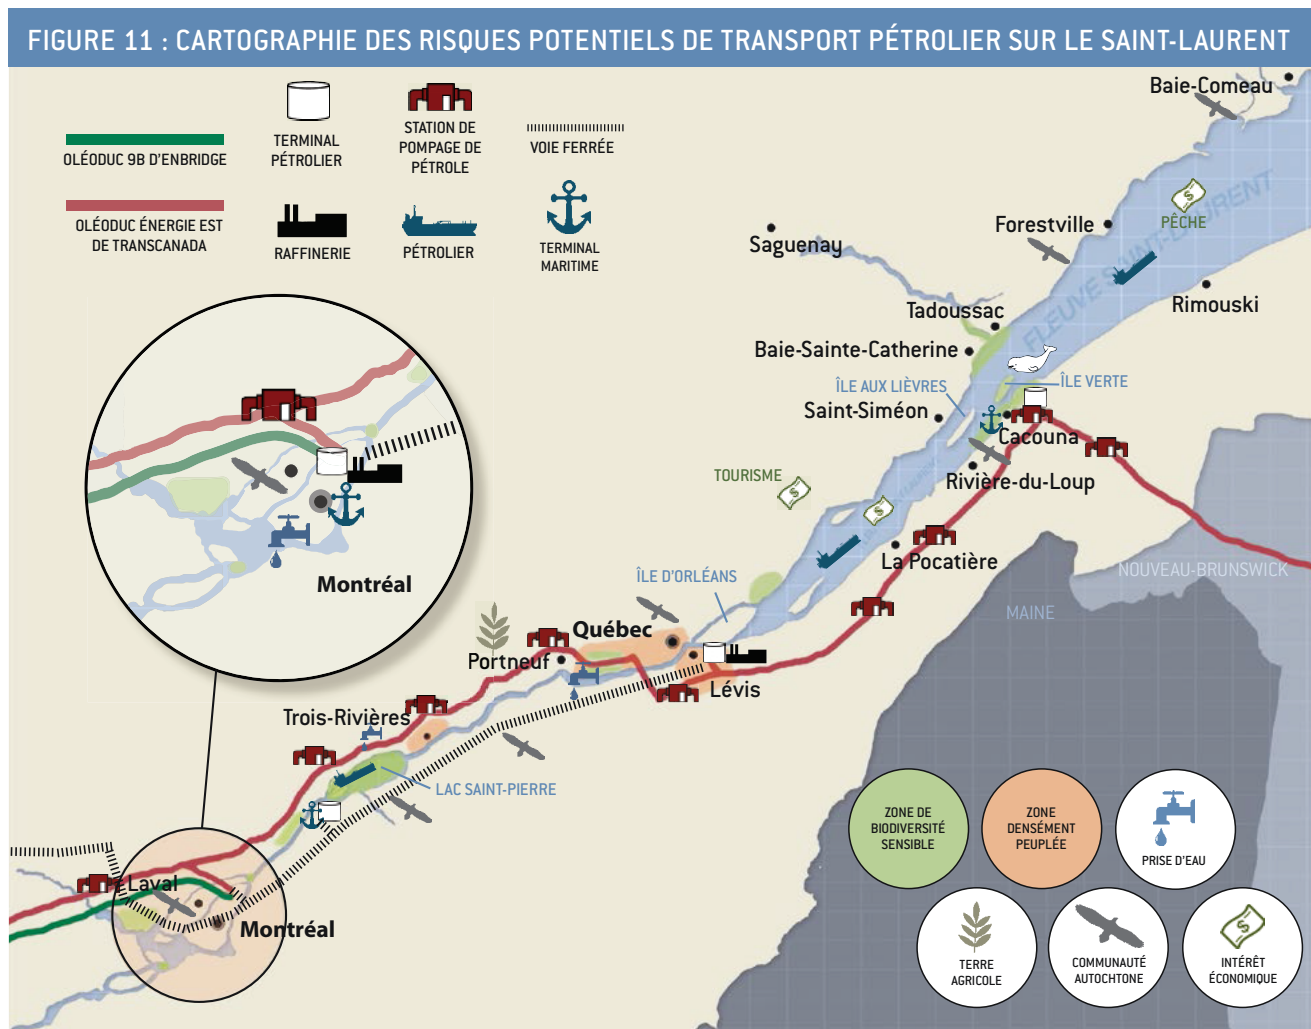 FIGURE 11 : CARTOGRAPHIE DES RISQUES POTENTIELS DE TRANSPORT PÉTROLIER SUR LE SAINT-LAURENT
OLÉODUC 9B D'ENBRIDGE
TERMINAL
PÉTROLIER
STATION DE
POMPAGE DE
PÉTROLE
VOIE FERRÉE
OLÉODUC ÉNERGIE EST
DE TRANSCANADA
RAFFINERIE
PÉTROLIER
TERMINAL
MARITIME
Baie-Comeau
PÊCHE
Forestville
Saguenay
FLEUVE SAINT-LAURENT
Rimouski
Tadoussac
Baie-Sainte-Catherine
ÎLE AUX LIÈVRES
ÎLE VERTE
Saint-Siméon
Cacouna
TOURISME
Rivière-du-Loup
La Pocatière
NOUVEAU-BRUNSWICK
MAINE
ÎLE D'ORLÉANS
Montréal
Québec
Portneuf
Lévis
Trois-Rivières
LAC SAINT-PIERRE
Laval
Montréal
ZONE DE
BIODIVERSITÉ
SENSIBLE
ZONE
DENSÉMENT
PEUPLÉE
PRISE D'EAU
TERRE
AGRICOLE
COMMUNAUTÉ
AUTOCHTONE
INTÉRÊT
ÉCONOMIQUE